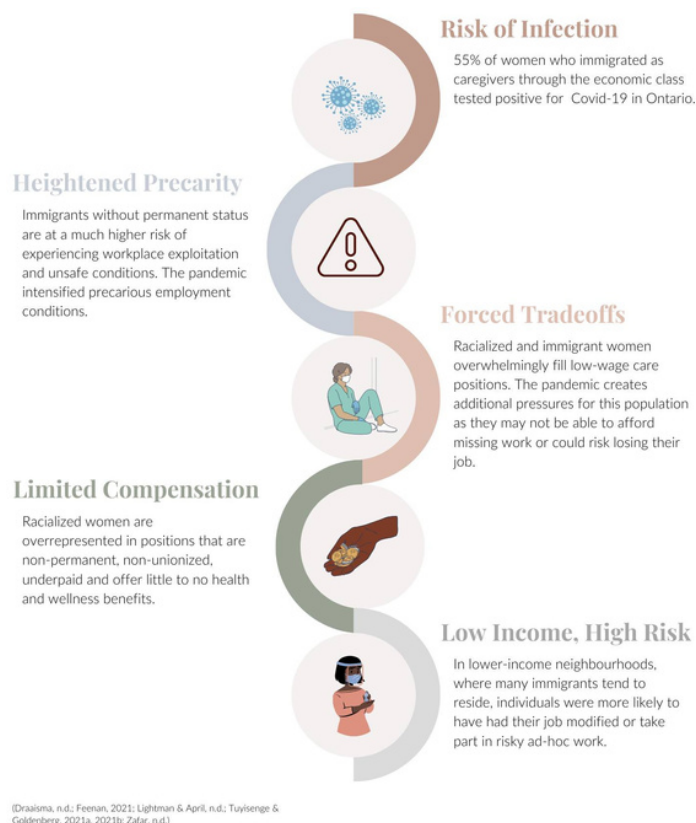 Risk of Infection
55% of women who immigrated as
caregivers through the economic class
tested positive for Covid-19 in Ontario.
Heightened Precarity
Immigrants without permanent status
are at a much higher risk of
experiencing workplace exploitation
and unsafe conditions. The pandemic
intensified precarious employment
conditions.
Forced Tradeoffs
Racialized and immigrant women
overwhelmingly fill low-wage care
positions. The pandemic creates
additional pressures for this population
as they may not be able to afford
missing work or could risk losing their
job.
Limited Compensation
Racialized women are
overrepresented in positions that are
non-permanent, non-unionized,
underpaid and offer little to no health
and wellness benefits.
Low Income, High Risk
In lower-income neighbourhoods,
where many immigrants tend to
reside, individuals were more likely to
have had their job modified or take
part in risky ad-hoc work.
(Draaisma, n.d.; Feenan, 2021; Lightman & April, n.d.; Tuyisenge &
Goldenberg, 2021a, 2021b; Zafar, n.d.)